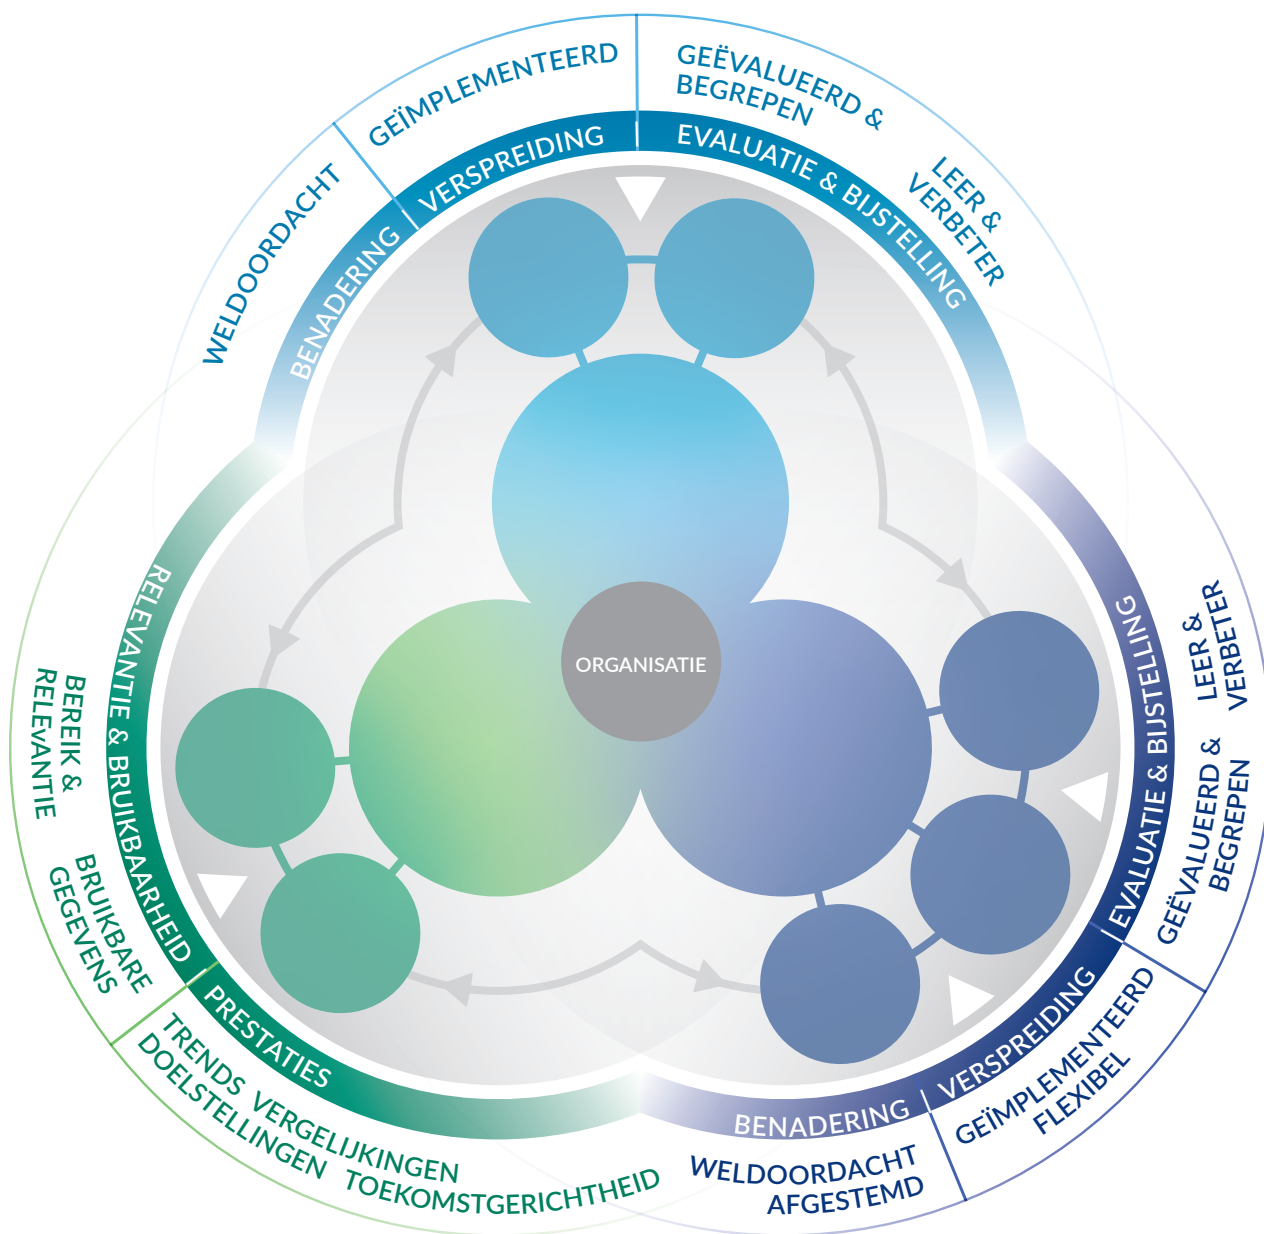 GEÏMPLEMENTEERD
GEËVALUEERD &
BEGREPEN
WELDOORDACHT
LEER &
VERBETER
BENADERING
VERSPREIDING
EVALUATIE & BIJSTELLING
ORGANISATIE
RELEVANTIE & BRUIKBAARHEID
BEREIK &
RELEvANTIE
BRUIKBARE
GEGEVENS
PRESTATIES
TRENDS VERGELIJKINGEN
DOELSTELLINGEN TOEKOMSTGERICHTHEID
EVALUATIE & BIJSTELLING
LEER &
VERBETER
GEËVALUEERD &
BEGREPEN
VERSPREIDING
GEÏMPLEMENTEERD
FLEXIBEL
BENADERING
WELDOORDACHT
AFGESTEMD